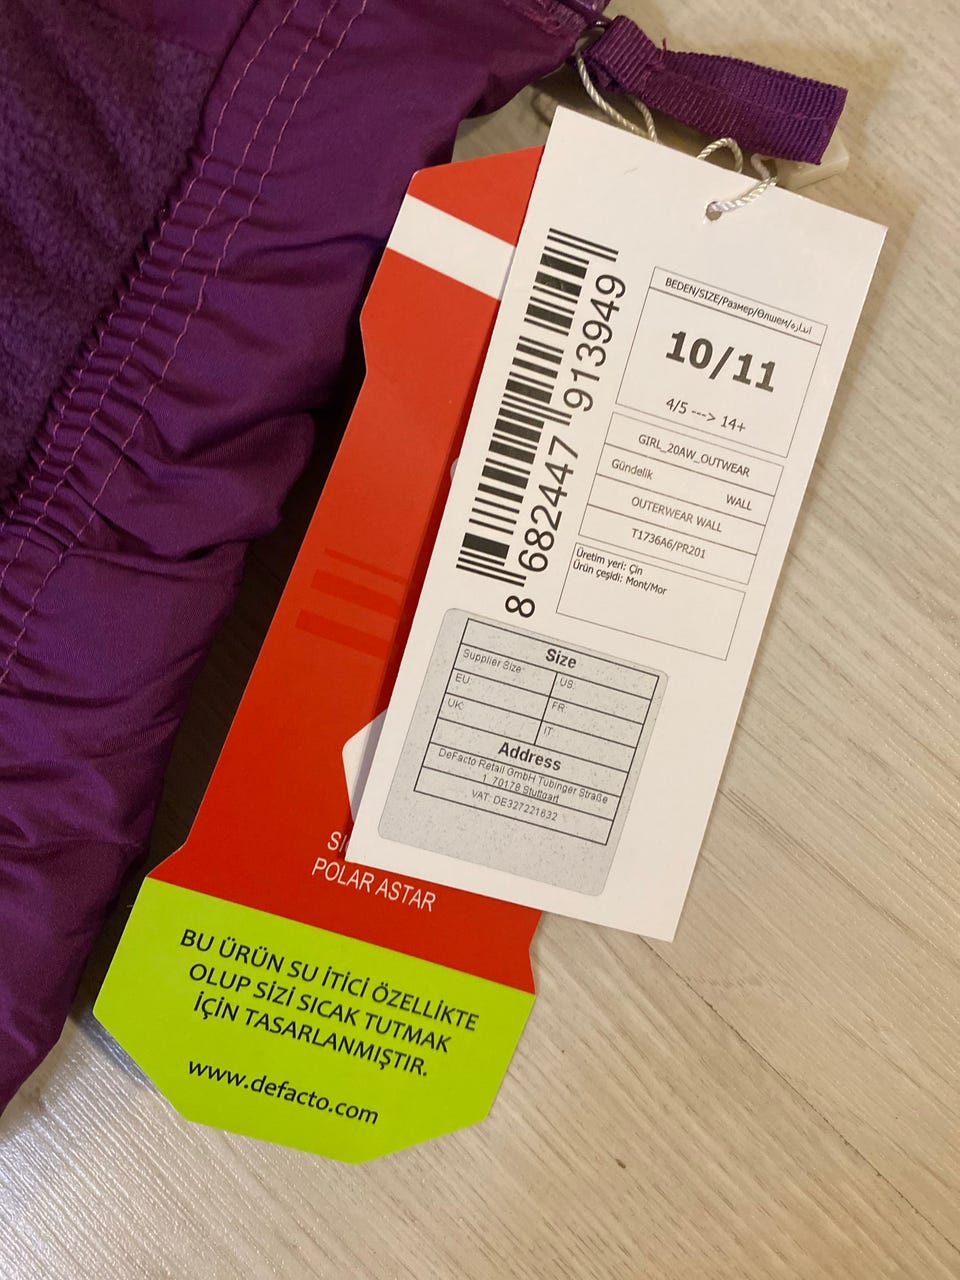 BEDEN/SIZE/Размер/Өлшем/اندازه
10/11
4/5 ---> 14+
GIRL_20AW_OUTWEAR
Gündelik WALL
OUTERWEAR WALL
T1736A6/PR201
Üretim yeri: Çin
Ürün çeşidi: Mont/Mor
8 682447 913949
Size
Supplier Size: US:
EU: FR:
UK: IT:
Address
DeFacto Retail GmbH Tübinger Straße
1, 70178 Stuttgart
VAT: DE327221632
POLAR ASTAR
BU ÜRÜN SU İTİCİ ÖZELLİKTE
OLUP SİZİ SICAK TUTMAK
İÇİN TASARLANMIŞTIR.
www.defacto.com